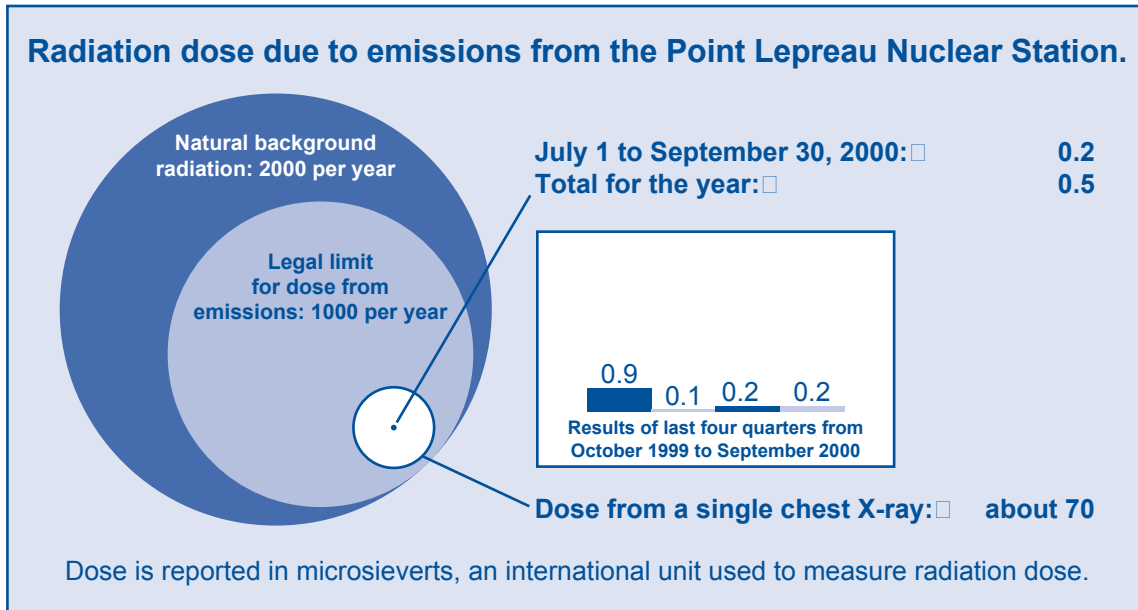 Radiation dose due to emissions from the Point Lepreau Nuclear Station.
Natural background
radiation: 2000 per year
Legal limit
for dose from
emissions: 1000 per year
July 1 to September 30, 2000:□ 0.2
Total for the year:□ 0.5
0.9 0.1 0.2 0.2
Results of last four quarters from
October 1999 to September 2000
Dose from a single chest X-ray:□ about 70
Dose is reported in microsieverts, an international unit used to measure radiation dose.